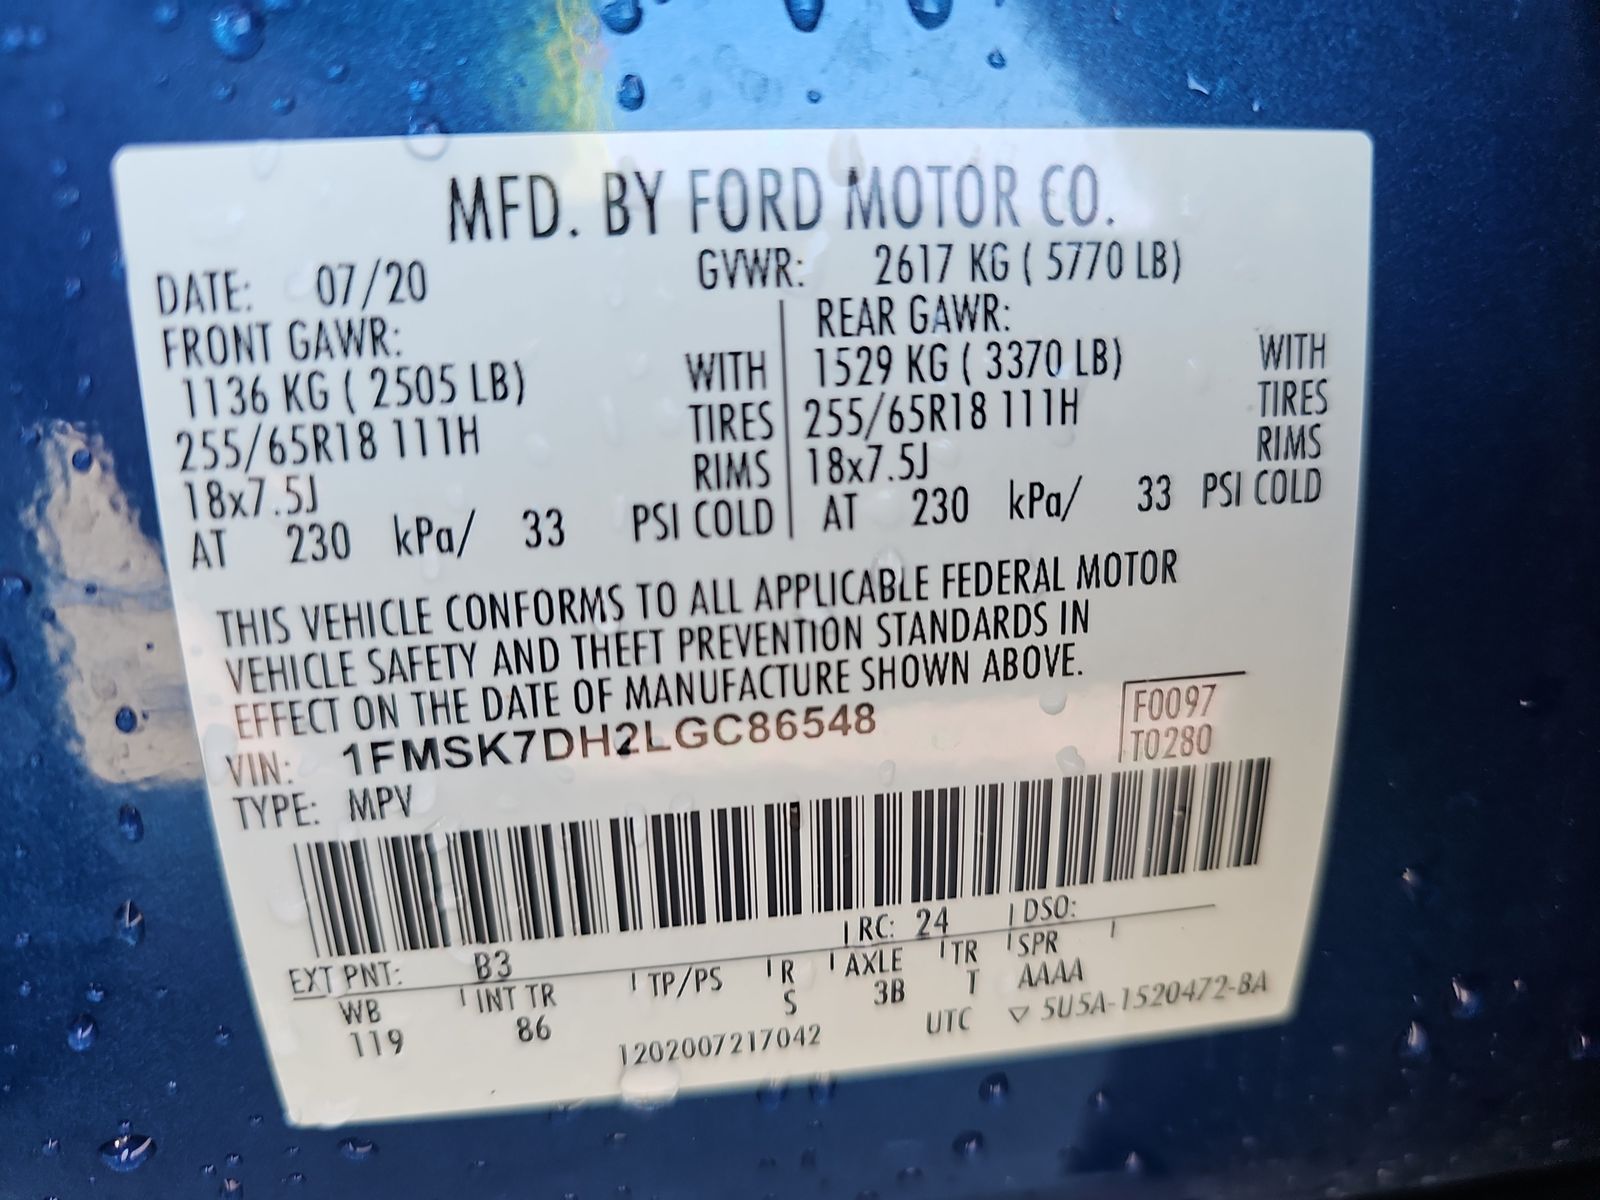 MFD. BY FORD MOTOR CO.
DATE: 07/20 GVWR: 2617 KG ( 5770 LB)
FRONT GAWR: REAR GAWR:
1136 KG ( 2505 LB) WITH 1529 KG ( 3370 LB) WITH
255/65R18 111H TIRES 255/65R18 111H TIRES
18x7.5J RIMS 18x7.5J RIMS
AT 230 kPa/ 33 PSI COLD AT 230 kPa/ 33 PSI COLD
THIS VEHICLE CONFORMS TO ALL APPLICABLE FEDERAL MOTOR
VEHICLE SAFETY AND THEFT PREVENTION STANDARDS IN
EFFECT ON THE DATE OF MANUFACTURE SHOWN ABOVE.
VIN: 1FMSK7DH2LGC86548 F0097
TYPE: MPV T0280
EXT PNT: B3 RC: 24 DSO:
WB INT TR TP/PS R AXLE TR SPR
119 86 S 3B T AAAA
1202007217042 UTC ▽ 5U5A-1520472-BA